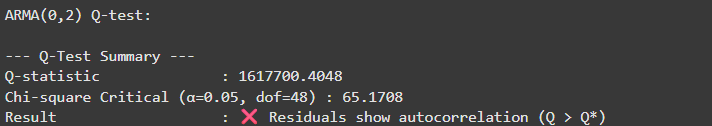 ARMA(0,2) Q-test:
--- Q-Test Summary ---
Q-statistic : 1617700.4048
Chi-square Critical (α=0.05, dof=48) : 65.1708
Result : ❌ Residuals show autocorrelation (Q > Q*)